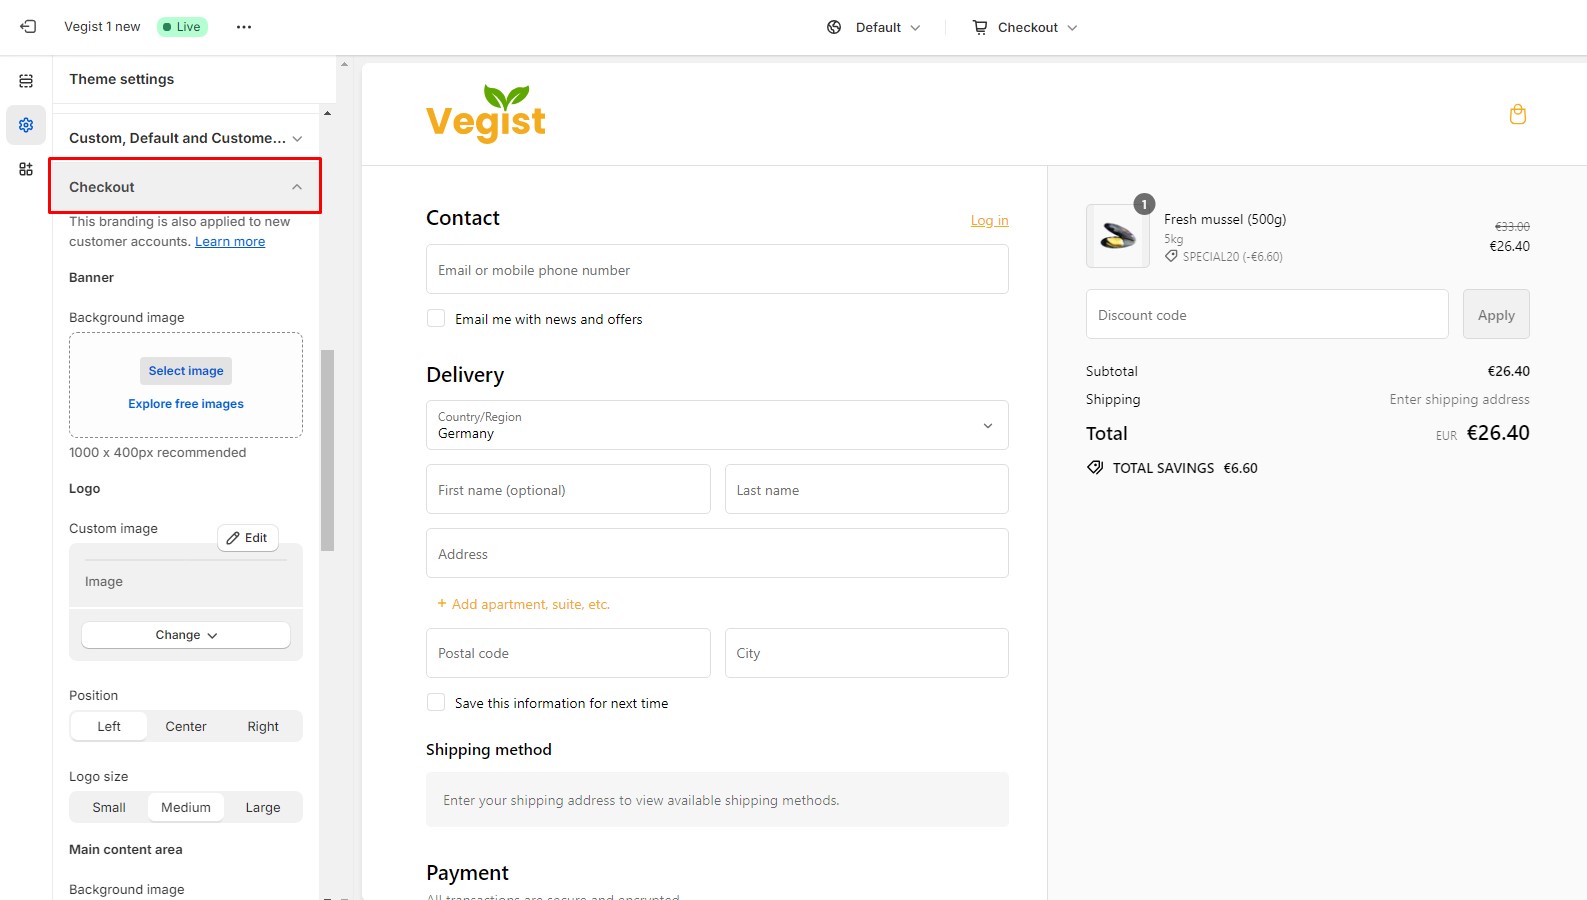 Vegist 1 new
Live
Default
Checkout
Theme settings
Custom, Default and Custome...
Checkout
This branding is also applied to new
customer accounts. Learn more
Banner
Background image
Select image
Explore free images
1000 x 400px recommended
Logo
Custom image
Edit
Image
Change
Position
Left
Center
Right
Logo size
Small
Medium
Large
Main content area
Background image
Vegist
Contact
Log in
Email or mobile phone number
Email me with news and offers
Delivery
Country/Region
Germany
First name (optional)
Last name
Address
+ Add apartment, suite, etc.
Postal code
City
Save this information for next time
Shipping method
Enter your shipping address to view available shipping methods.
Payment
All transactions are secure and encrypted.
1
Fresh mussel (500g)
5kg
SPECIAL20 (-€6.60)
€33.00
€26.40
Discount code
Apply
Subtotal
€26.40
Shipping
Enter shipping address
Total
EUR €26.40
TOTAL SAVINGS €6.60